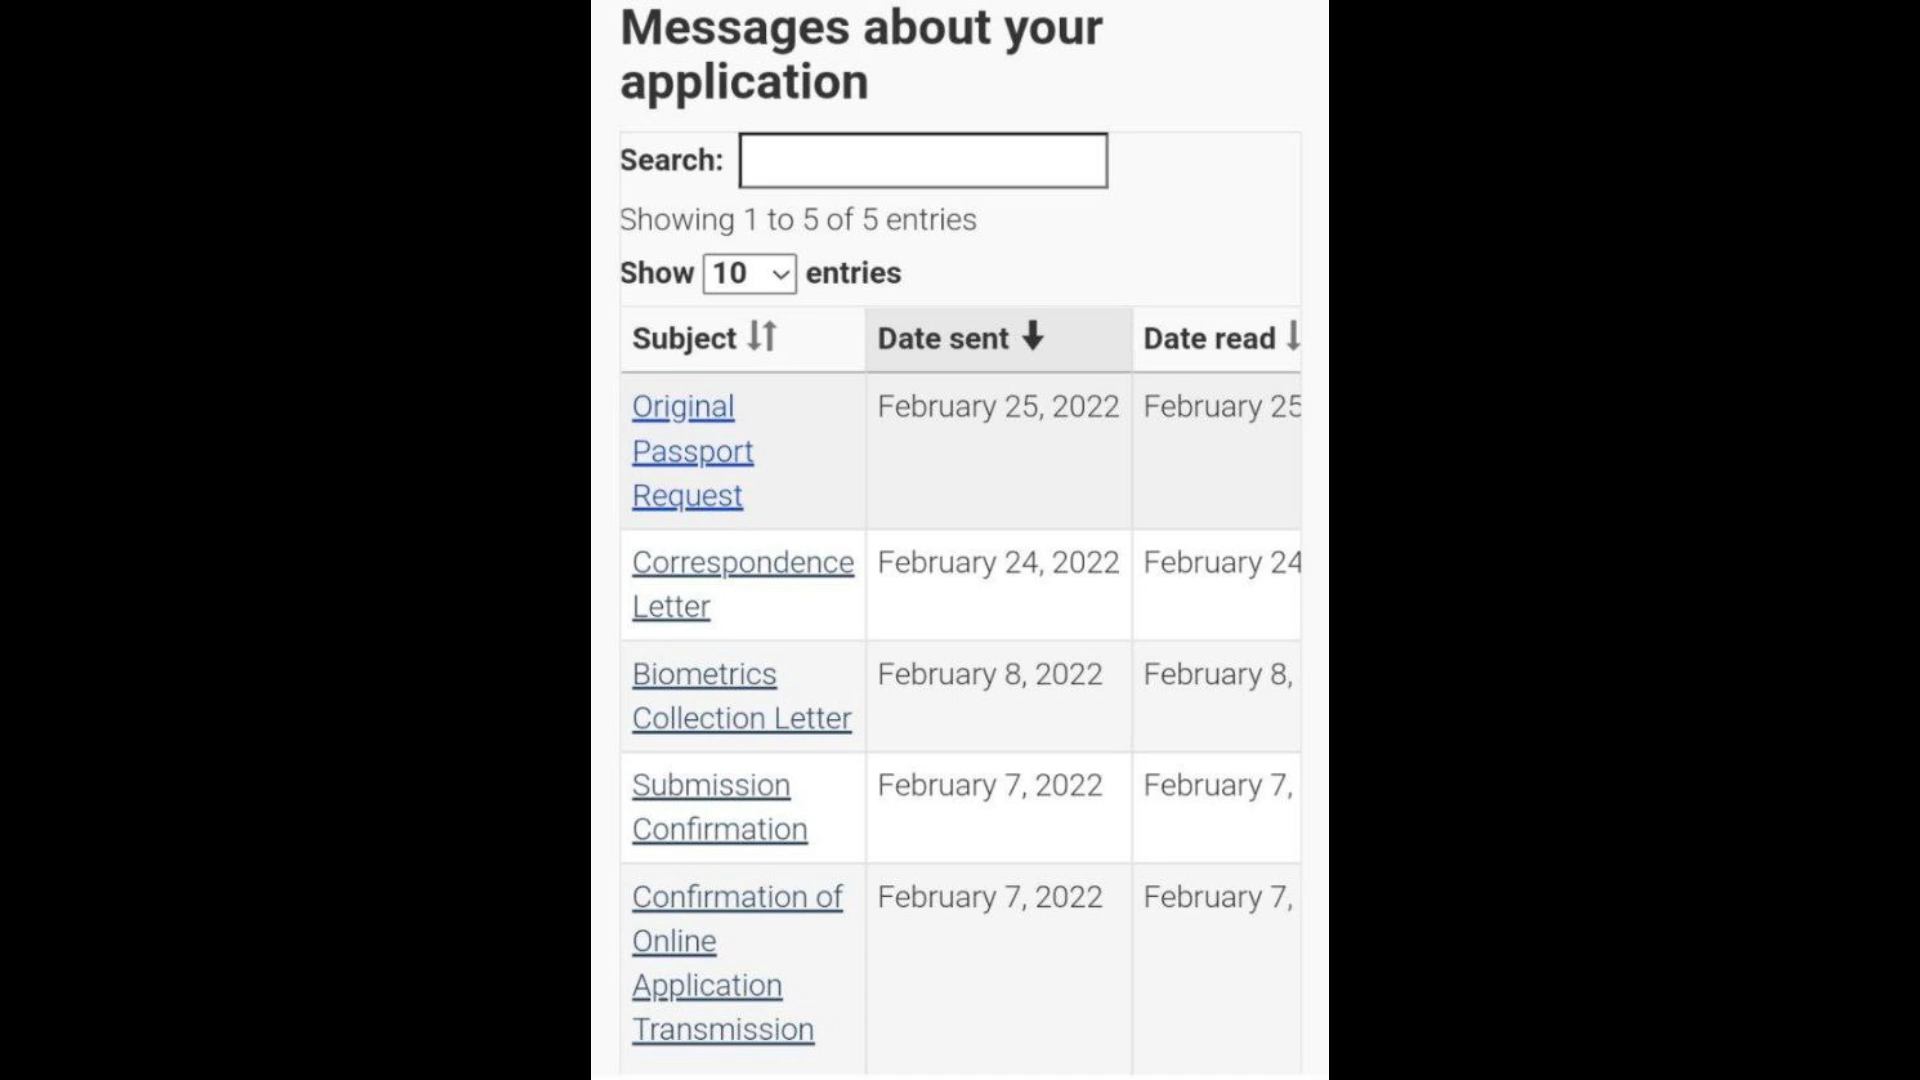 Messages about your
application
Search:
Showing 1 to 5 of 5 entries
Show 10 entries
Subject Date sent Date read
Original February 25, 2022 February 25
Passport
Request
Correspondence February 24, 2022 February 24
Letter
Biometrics February 8, 2022 February 8,
Collection Letter
Submission February 7, 2022 February 7,
Confirmation
Confirmation of February 7, 2022 February 7,
Online
Application
Transmission